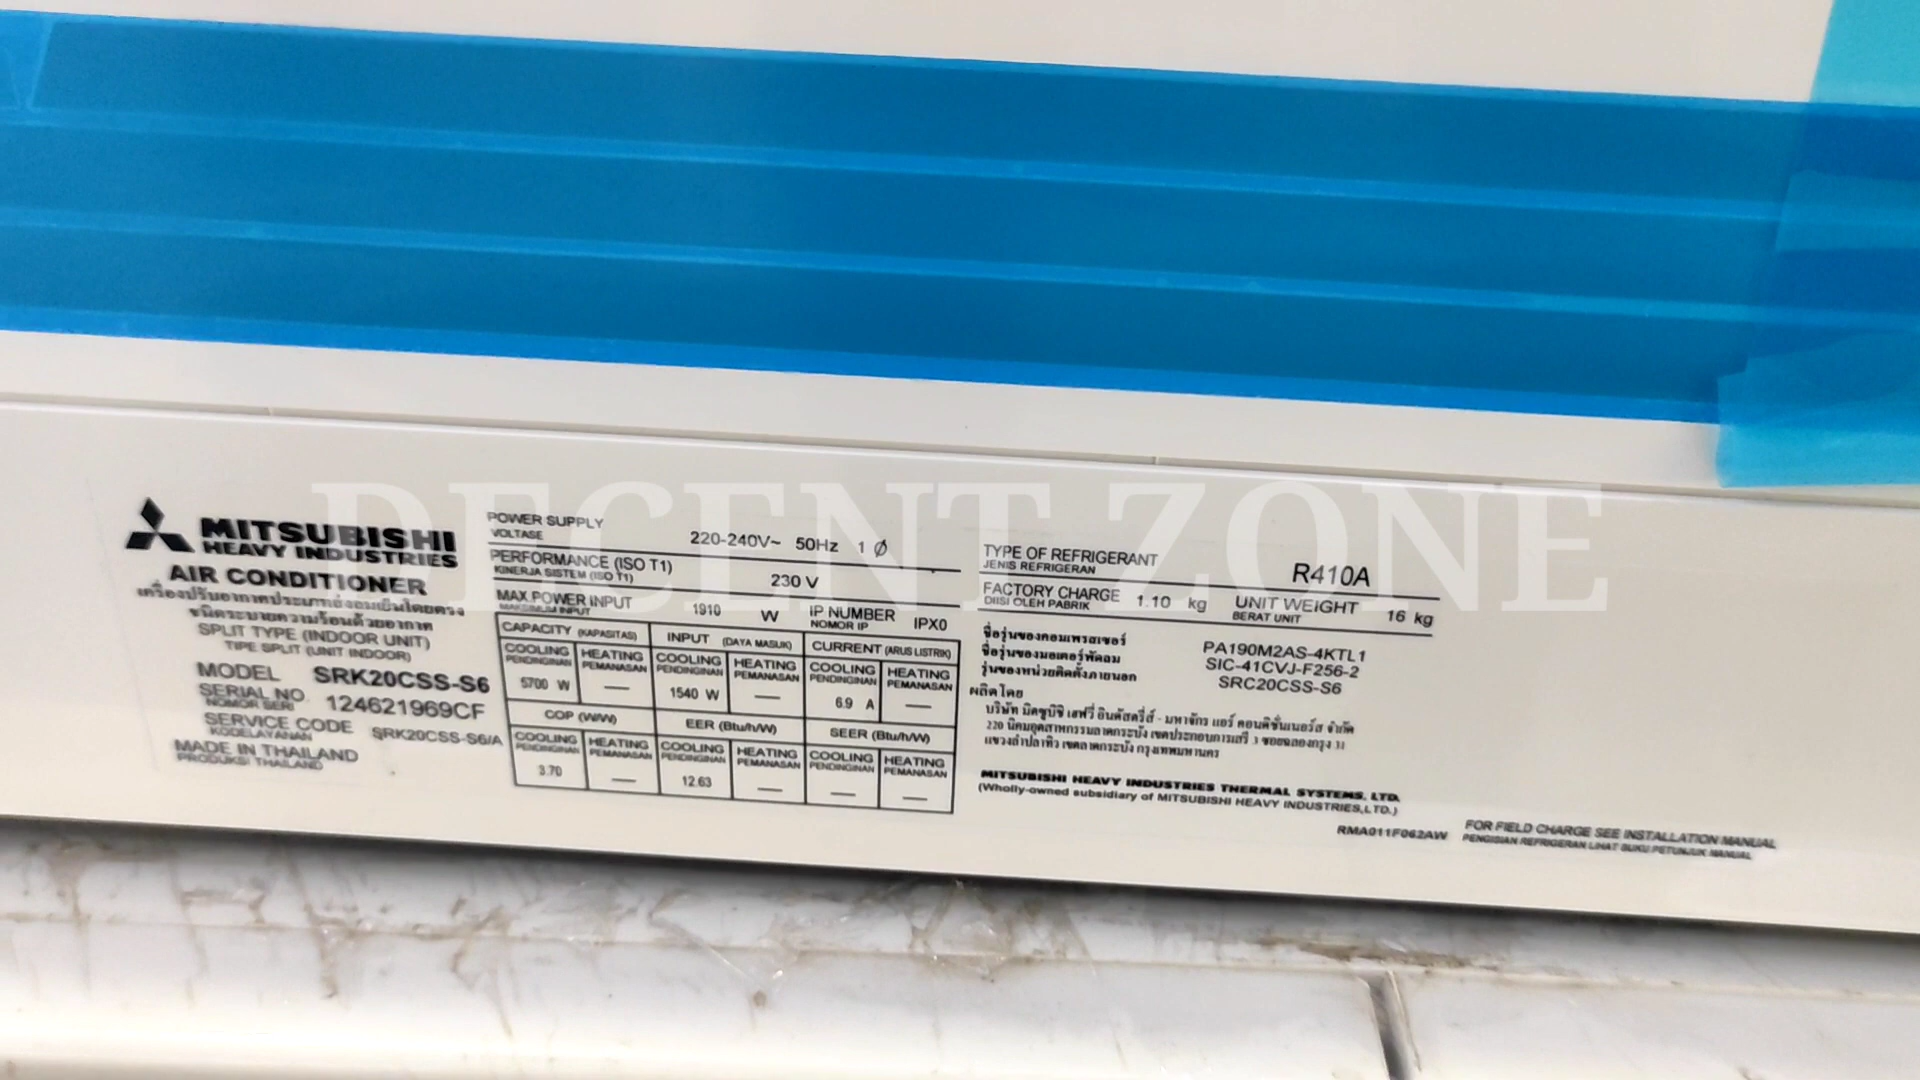 DECENT ZONE
MITSUBISHI
HEAVY INDUSTRIES
AIR CONDITIONER
เครื่องปรับอากาศประเภทส่งลมเย็นโดยตรง
ชนิดระบายความร้อนด้วยอากาศ
SPLIT TYPE (INDOOR UNIT)
TIPE SPLIT (UNIT INDOOR)
MODEL SRK20CSS-S6
SERIAL NO. 124621969CF
NOMOR SERI
SERVICE CODE SRK20CSS-S6/A
KODELAYANAN
MADE IN THAILAND
PRODUKSI THAILAND
POWER SUPPLY
VOLTASE 220-240V~ 50Hz 1 Ø
PERFORMANCE (ISO T1) 230 V
KINERJA SISTEM (ISO T1)
MAX.POWER INPUT 1910 W IP NUMBER IPX0
MAKSIMUM INPUT NOMOR IP
CAPACITY (KAPASITAS) INPUT (DAYA MASUK) CURRENT (ARUS LISTRIK)
COOLING HEATING COOLING HEATING COOLING HEATING
PENDINGINAN PEMANASAN PENDINGINAN PEMANASAN PENDINGINAN PEMANASAN
5700 W — 1540 W — 6.9 A —
COP (W/W) EER (Btu/h/W) SEER (Btu/h/W)
COOLING HEATING COOLING HEATING COOLING HEATING
PENDINGINAN PEMANASAN PENDINGINAN PEMANASAN PENDINGINAN PEMANASAN
3.70 — 12.63 — — —
TYPE OF REFRIGERANT R410A
JENIS REFRIGERAN
FACTORY CHARGE 1.10 kg UNIT WEIGHT 16 kg
DIISI OLEH PABRIK BERAT UNIT
ชื่อรุ่นของคอมเพรสเซอร์ PA190M2AS-4KTL1
ชื่อรุ่นของมอเตอร์พัดลม SIC-41CVJ-F256-2
รุ่นของหน่วยติดตั้งภายนอก SRC20CSS-S6
ผลิตโดย
บริษัท มิตซูบิชิ เฮฟวี่ อินดัสตรี่ส์ - มหาจักร แอร์ คอนดิชั่นเนอร์ส จำกัด
220 นิคมอุตสาหกรรมลาดกระบัง เขตประกอบการเสรี 3 ซอยฉลองกรุง 31
แขวงลำปลาทิว เขตลาดกระบัง กรุงเทพมหานคร
MITSUBISHI HEAVY INDUSTRIES THERMAL SYSTEMS, LTD.
(Wholly-owned subsidiary of MITSUBISHI HEAVY INDUSTRIES,LTD.)
RMA011F062AW FOR FIELD CHARGE SEE INSTALLATION MANUAL
PENGISIAN REFRIGERAN LIHAT BUKU PETUNJUK MANUAL